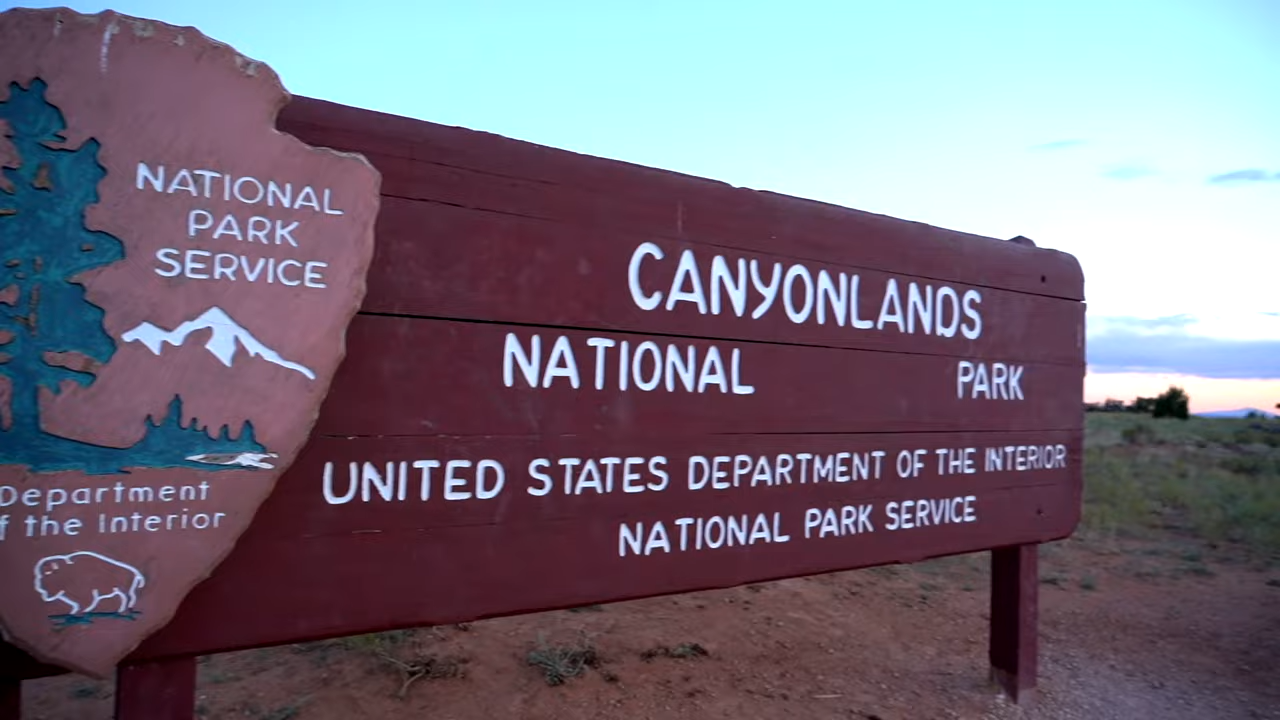 NATIONAL
PARK
SERVICE
Department
f the Interior
CANYONLANDS
NATIONAL PARK
UNITED STATES DEPARTMENT OF THE INTERIOR
NATIONAL PARK SERVICE